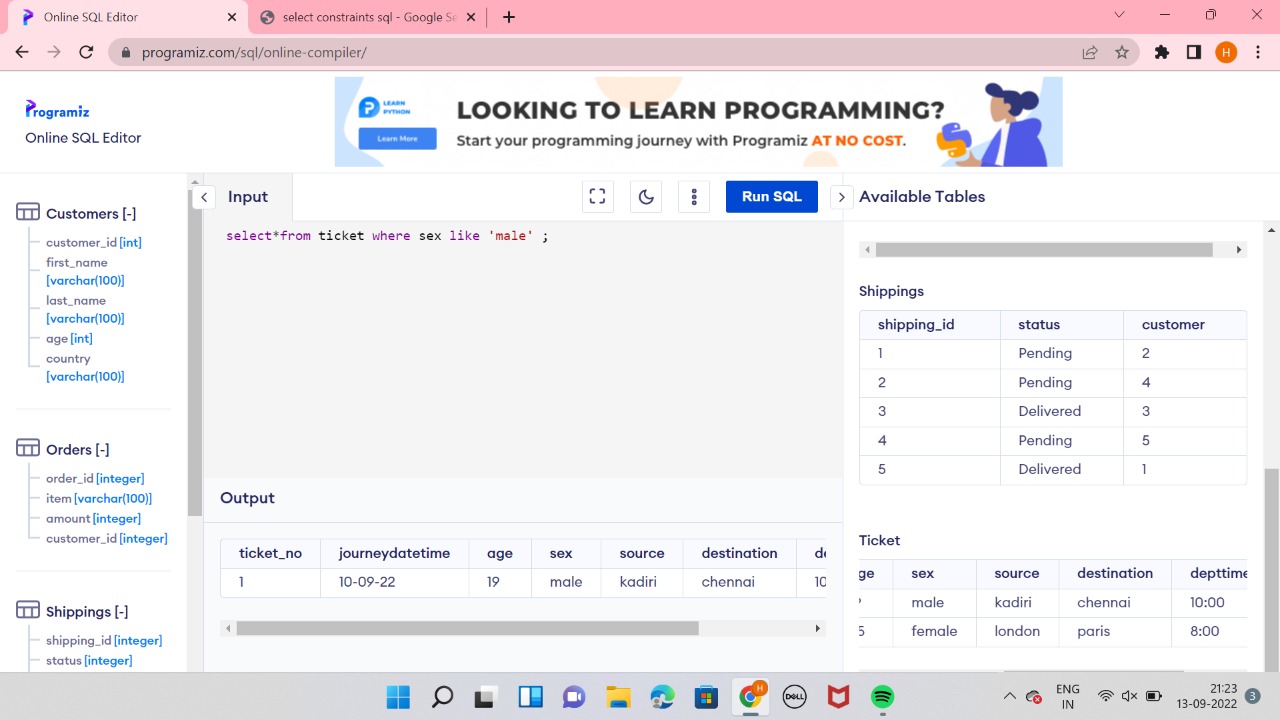 Online SQL Editor
select constraints sql - Google Se
programiz.com/sql/online-compiler/
H
Programiz
Online SQL Editor
LEARN
PYTHON
Learn More
LOOKING TO LEARN PROGRAMMING?
Start your programming journey with Programiz AT NO COST.
Customers [-]
customer_id [int]
first_name
[varchar(100)]
last_name
[varchar(100)]
age [int]
country
[varchar(100)]
Orders [-]
order_id [integer]
item [varchar(100)]
amount [integer]
customer_id [integer]
Shippings [-]
shipping_id [integer]
status [integer]
Input
Run SQL
select*from ticket where sex like 'male' ;
Output
ticket_no journeydatetime age sex source destination de
1 10-09-22 19 male kadiri chennai 10
Available Tables
Shippings
shipping_id status customer
1 Pending 2
2 Pending 4
3 Delivered 3
4 Pending 5
5 Delivered 1
Ticket
ge sex source destination depttime
male kadiri chennai 10:00
female london paris 8:00
H
DELL
ENG
IN
21:23
13-09-2022
3